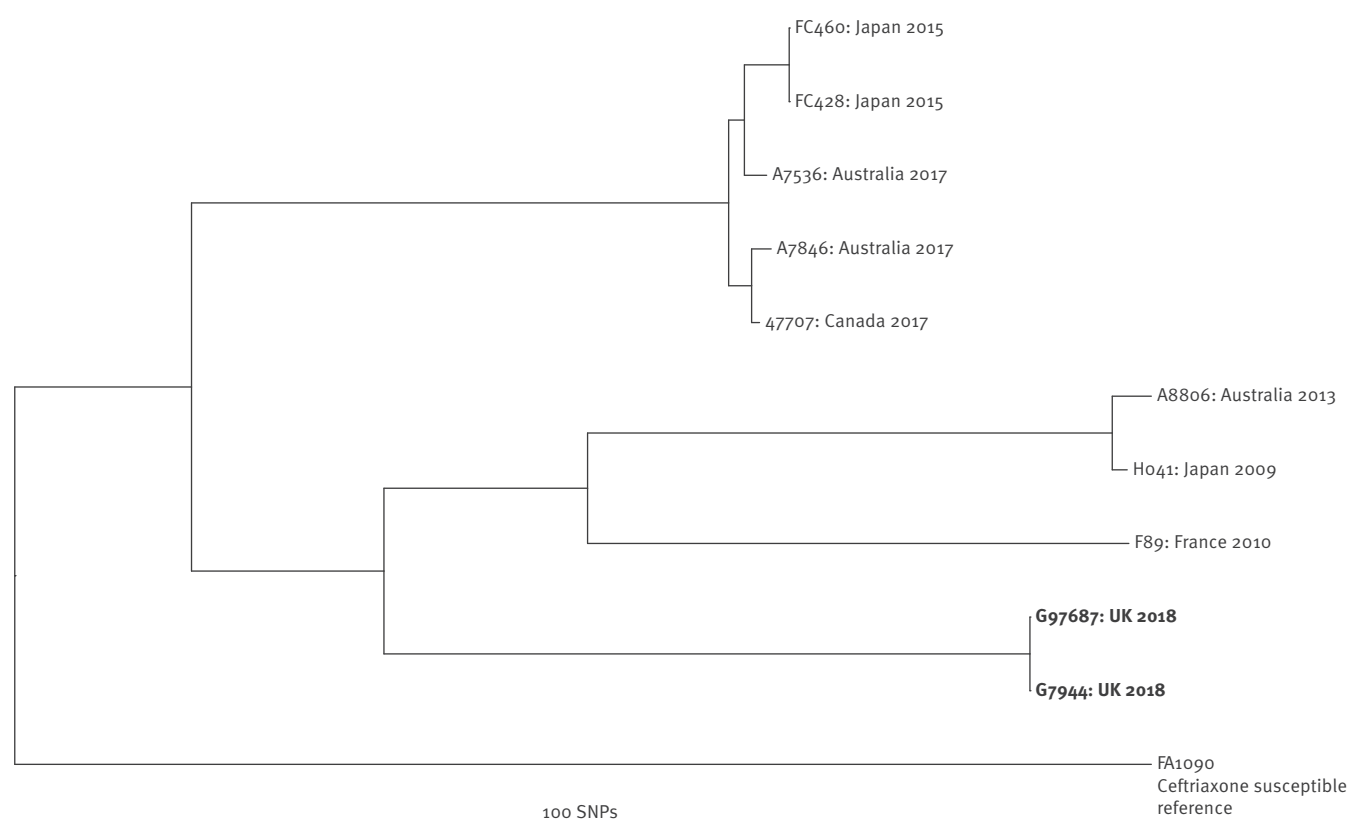 FC460: Japan 2015
FC428: Japan 2015
A7536: Australia 2017
A7846: Australia 2017
47707: Canada 2017
A8806: Australia 2013
H041: Japan 2009
F89: France 2010
G97687: UK 2018
G7944: UK 2018
FA1090
Ceftriaxone susceptible
reference
100 SNPs